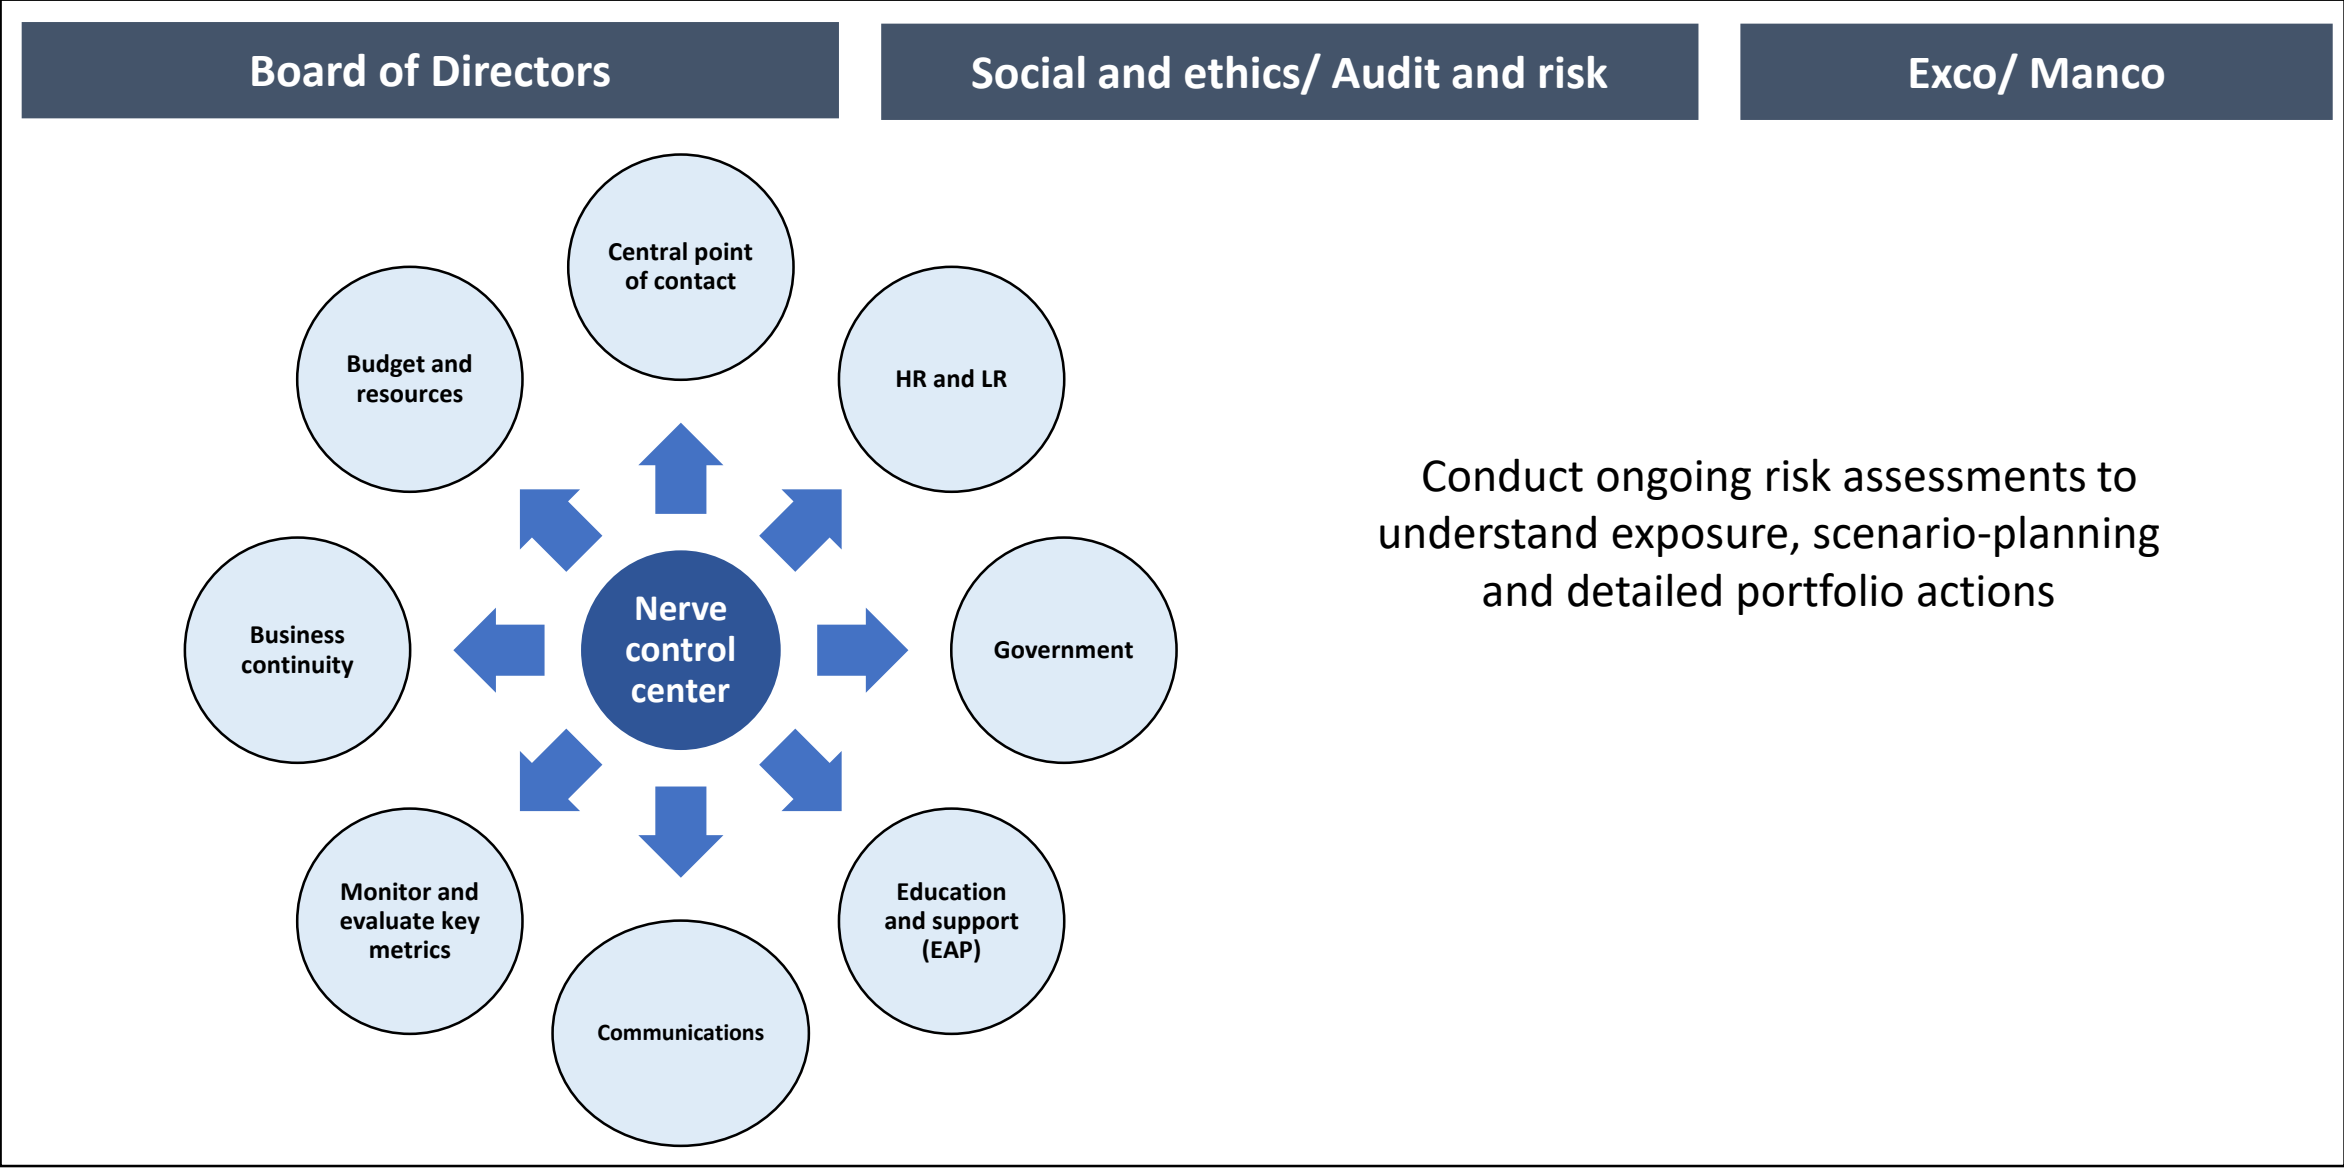 Board of Directors
Social and ethics/ Audit and risk
Exco/ Manco
Central point
of contact
HR and LR
Government
Education
and support
(EAP)
Communications
Monitor and
evaluate key
metrics
Business
continuity
Budget and
resources
Nerve
control
center
Conduct ongoing risk assessments to
understand exposure, scenario-planning
and detailed portfolio actions